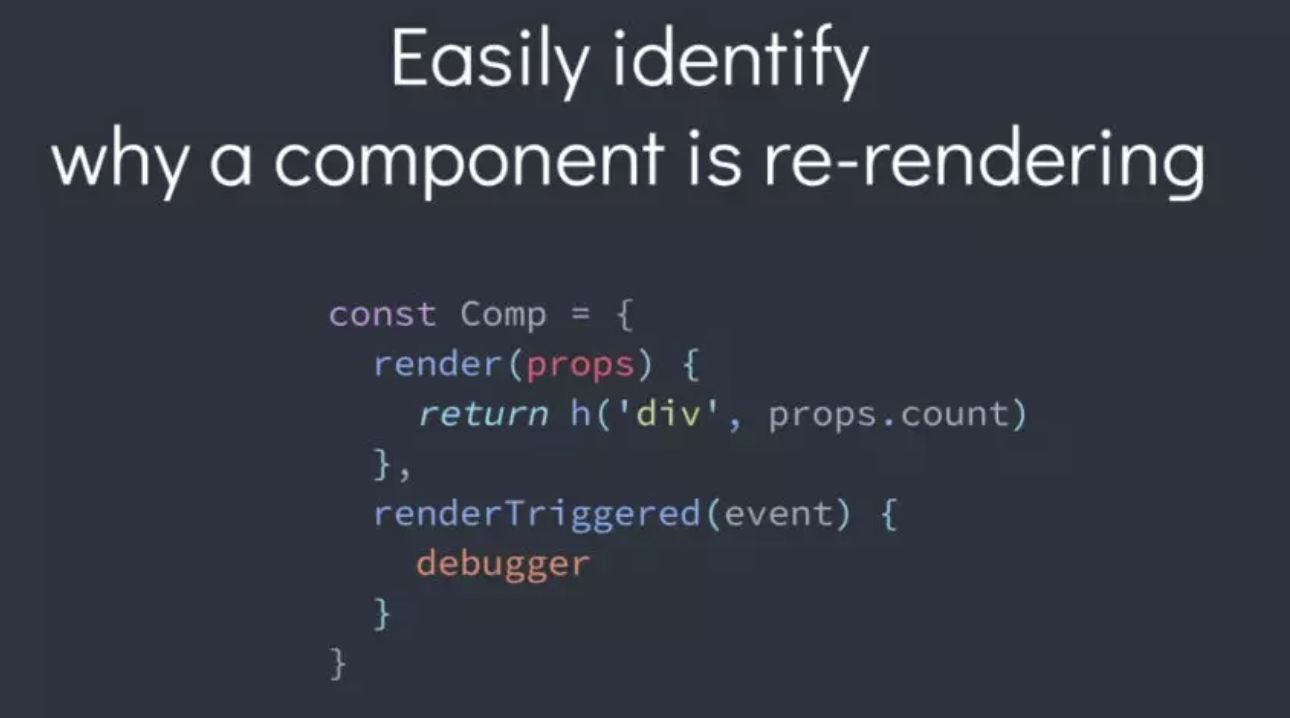 Easily identify
why a component is re-rendering
const Comp = {
  render(props) {
    return h('div', props.count)
  },
  renderTriggered(event) {
    debugger
  }
}